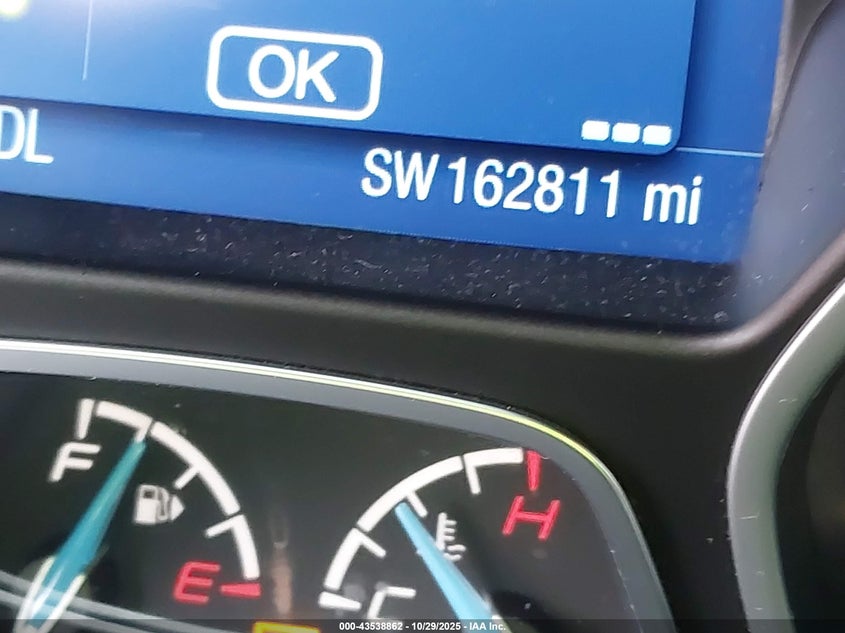 OK
DL
SW 162811 mi
F
E
H
C
000-43538862 - 10/29/2025 - IAA Inc.